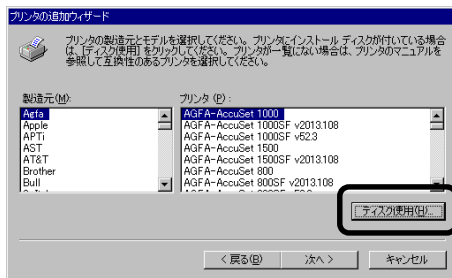 プリンタの追加ウィザード
プリンタの製造元とモデルを選択してください。プリンタにインストール ディスクが付いている場合
は、[ディスク使用] をクリックしてください。プリンタが一覧にない場合は、プリンタのマニュアルを
参照して互換性のあるプリンタを選択してください。
製造元(M):
プリンタ (P) :
Agfa
Apple
APTi
AST
AT&T
Brother
Bull
AGFA-AccuSet 1000
AGFA-AccuSet 1000SF v2013.108
AGFA-AccuSet 1000SF v52.3
AGFA-AccuSet 1500
AGFA-AccuSet 1500SF v2013.108
AGFA-AccuSet 800
AGFA-AccuSet 800SF v2013.108
ディスク使用(H)...
< 戻る(B)
次へ >
キャンセル